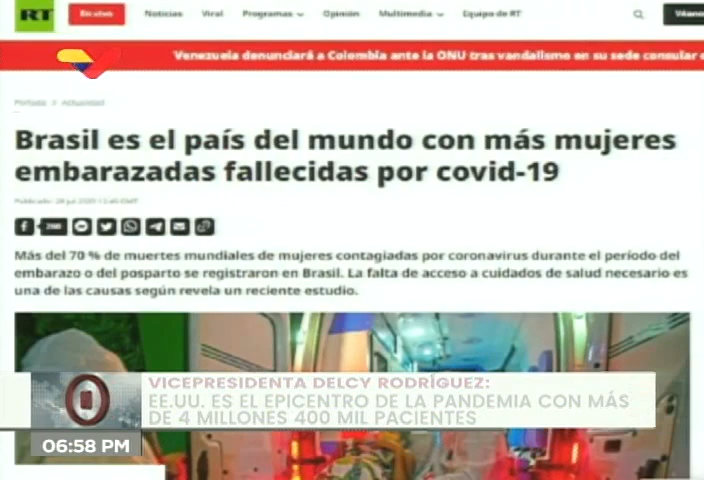 RT
En vivo
Noticias
Viral
Programas
Opinión
Multimedia
Equipo de RT
Venezuela denunciará a Colombia ante la ONU tras vandalismo en su sede consular
Portada > Actualidad
Brasil es el país del mundo con más mujeres
embarazadas fallecidas por covid-19
Más del 70 % de muertes mundiales de mujeres contagiadas por coronavirus durante el período del
embarazo o del posparto se registraron en Brasil. La falta de acceso a cuidados de salud necesario es
una de las causas según revela un reciente estudio.
VICEPRESIDENTA DELCY RODRÍGUEZ:
EE.UU. ES EL EPICENTRO DE LA PANDEMIA CON MÁS
DE 4 MILLONES 400 MIL PACIENTES
06:58 PM